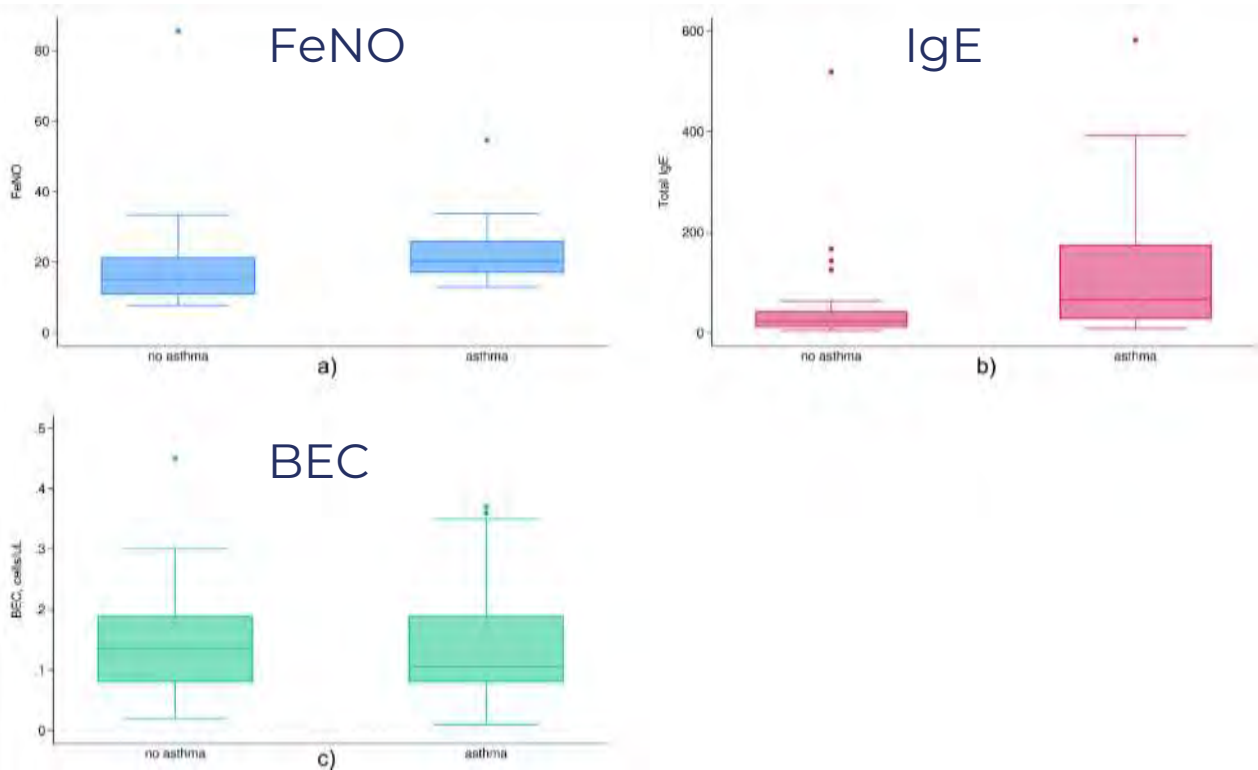 FeNO
80
60
40
20
0
FeNO
no asthma
asthma
a)
IgE
600
400
200
0
Total IgE
no asthma
asthma
b)
BEC
.5
.4
.3
.2
.1
0
BEC, cells/uL
no asthma
asthma
c)